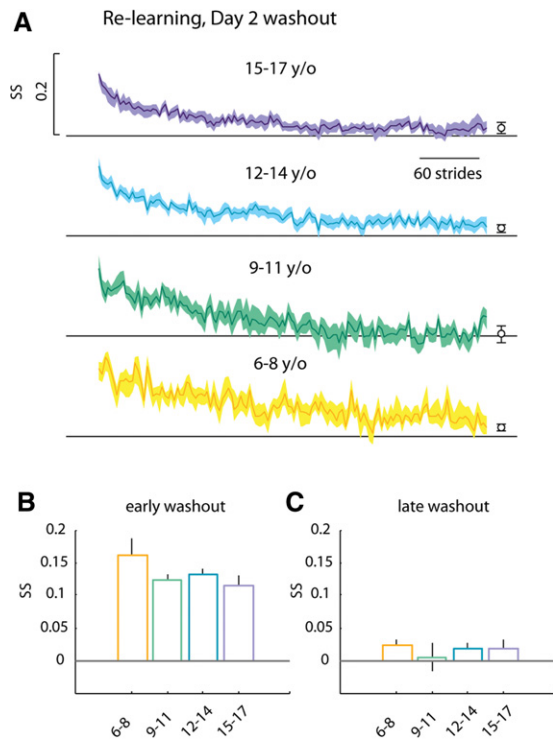 A
Re-learning, Day 2 washout
SS
0.2
15-17 y/o
60 strides
12-14 y/o
9-11 y/o
6-8 y/o
B
early washout
SS
0.2
0.15
0.1
0.05
0
6-8
9-11
12-14
15-17
C
late washout
SS
0.2
0.15
0.1
0.05
0
6-8
9-11
12-14
15-17